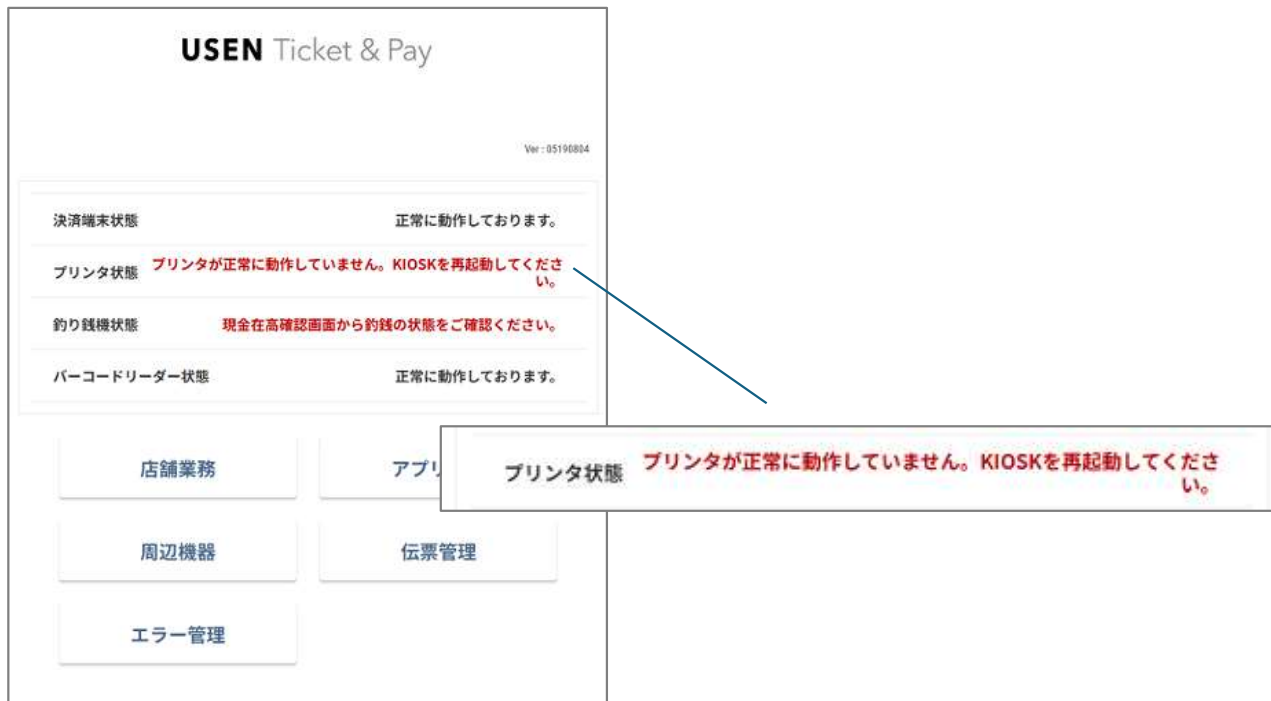 USEN Ticket & Pay
Ver : 05190804
決済端末状態 正常に動作しております。
プリンタ状態 プリンタが正常に動作していません。KIOSKを再起動してくださ
い。
釣り銭機状態 現金在高確認画面から釣銭の状態をご確認ください。
バーコードリーダー状態 正常に動作しております。
店舗業務 アプリ
プリンタ状態 プリンタが正常に動作していません。KIOSKを再起動してくださ
い。
周辺機器 伝票管理
エラー管理